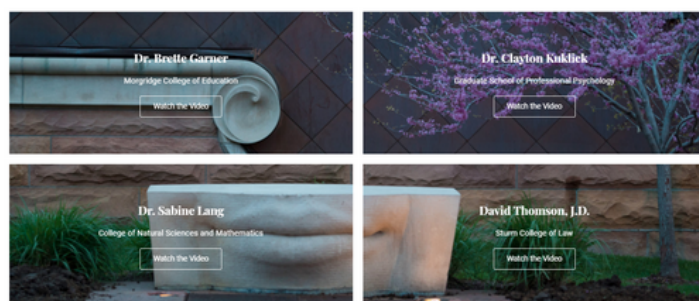 Dr. Brette Garner
Morgridge College of Education
Watch the Video
Dr. Clayton Kuklick
Graduate School of Professional Psychology
Watch the Video
Dr. Sabine Lang
College of Natural Sciences and Mathematics
Watch the Video
David Thomson, J.D.
Sturm College of Law
Watch the Video